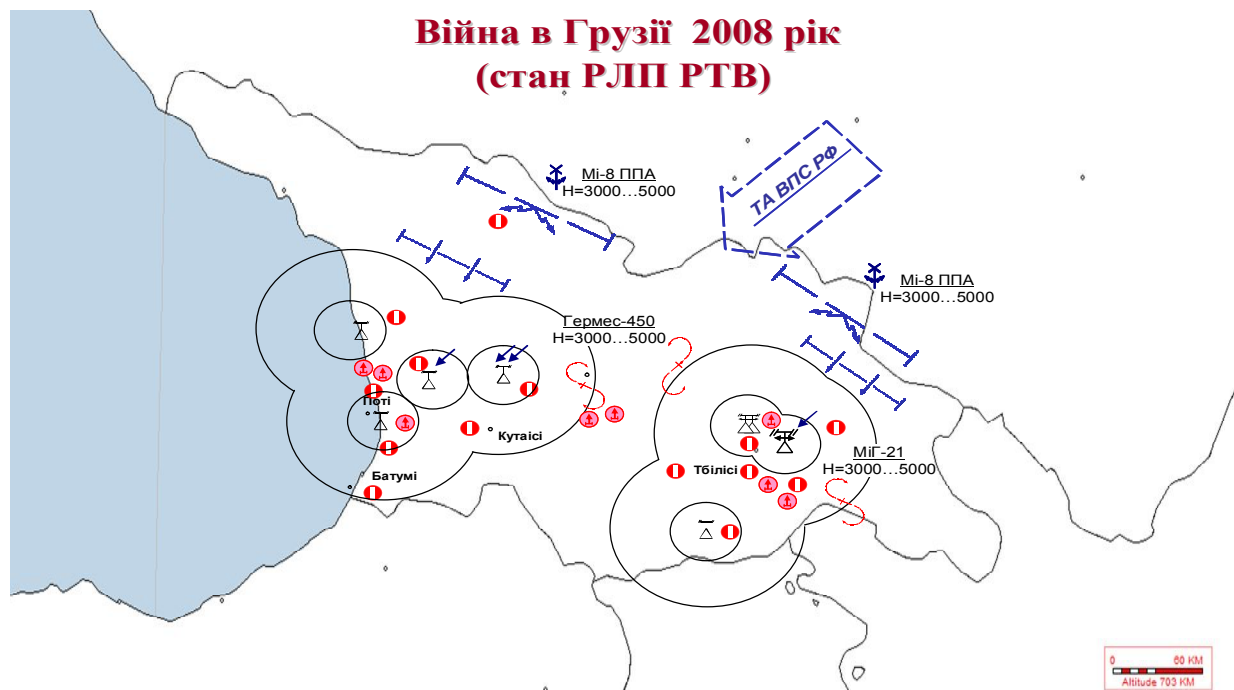 Війна в Грузії 2008 рік
(стан РЛП РТВ)
Мі-8 ППА
Н=3000...5000
ТА ВПС РФ
Мі-8 ППА
Н=3000...5000
Гермес-450
Н=3000...5000
Поті
Кутаісі
Батумі
Тбілісі
МіГ-21
Н=3000...5000
0 60 KM
Altitude 703 KM